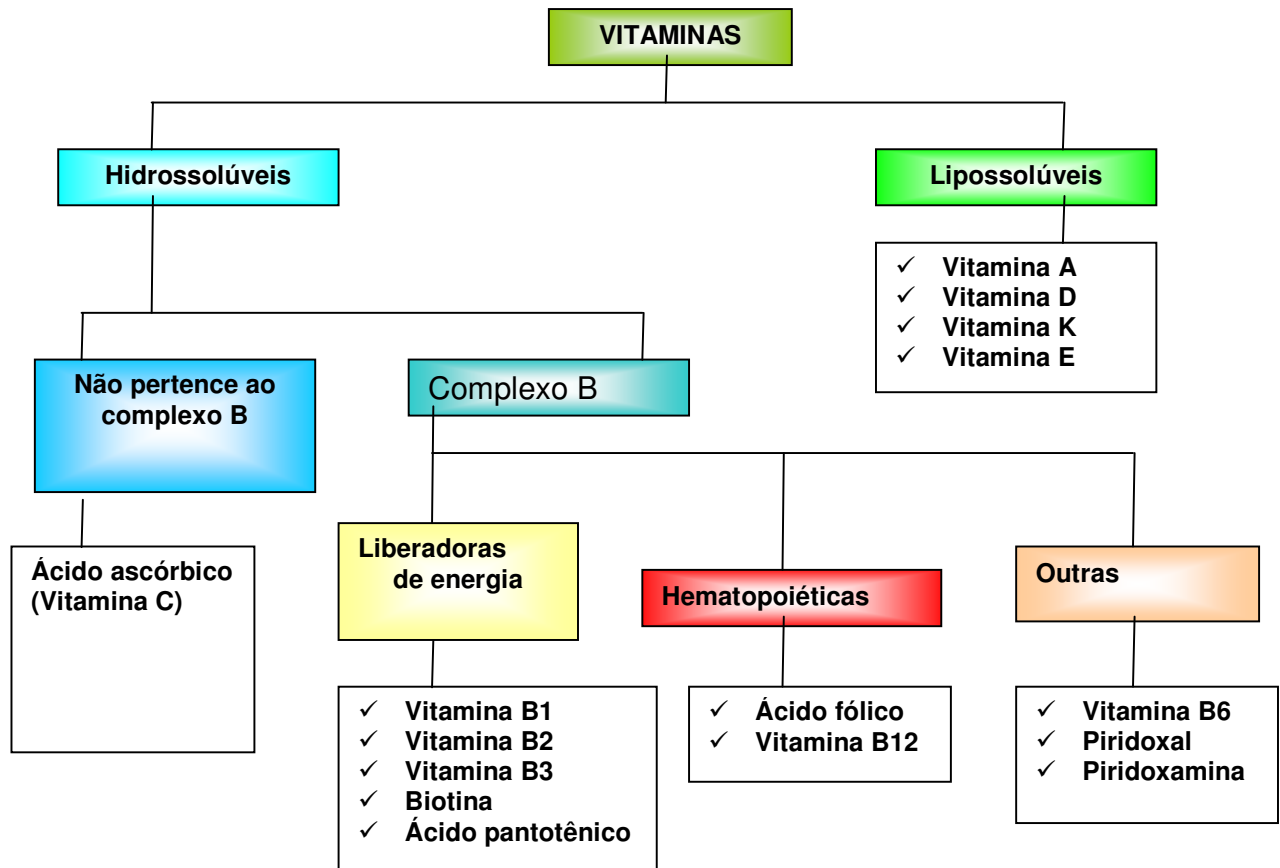 VITAMINAS
Hidrossolúveis
Lipossolúveis
✓ Vitamina A
✓ Vitamina D
✓ Vitamina K
✓ Vitamina E
Não pertence ao
complexo B
Complexo B
Ácido ascórbico
(Vitamina C)
Liberadoras
de energia
Hematopoiéticas
Outras
✓ Vitamina B1
✓ Vitamina B2
✓ Vitamina B3
✓ Biotina
✓ Ácido pantotênico
✓ Ácido fólico
✓ Vitamina B12
✓ Vitamina B6
✓ Piridoxal
✓ Piridoxamina